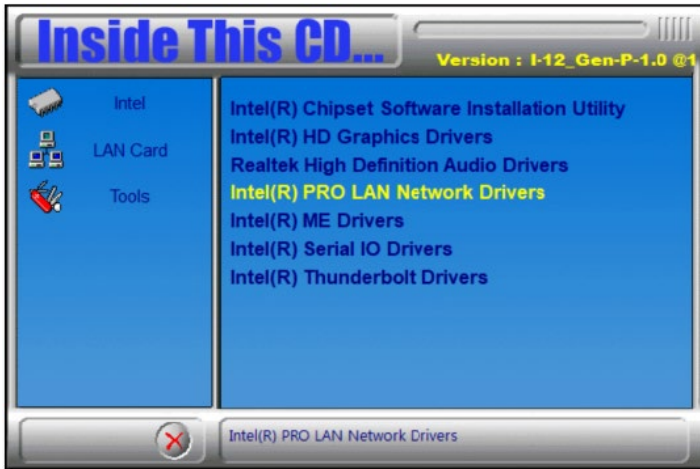 Inside This CD...
Version : I-12_Gen-P-1.0 @1
Intel
LAN Card
Tools
Intel(R) Chipset Software Installation Utility
Intel(R) HD Graphics Drivers
Realtek High Definition Audio Drivers
Intel(R) PRO LAN Network Drivers
Intel(R) ME Drivers
Intel(R) Serial IO Drivers
Intel(R) Thunderbolt Drivers
Intel(R) PRO LAN Network Drivers